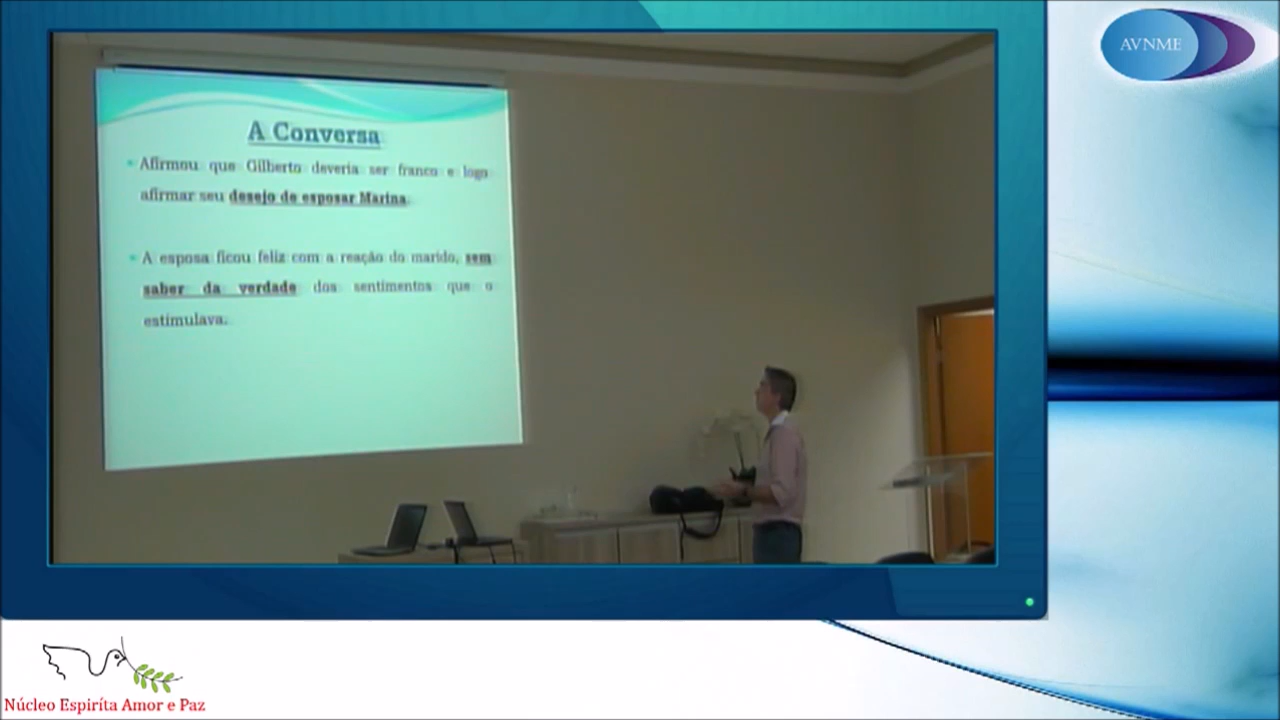 AVNME
A Conversa
Afirmou que Gilberto deveria ser franco e logo
afirmar seu desejo de esposar Marina.
A esposa ficou feliz com a reação do marido, sem
saber da verdade dos sentimentos que o
estimulava.
Núcleo Espiríta Amor e Paz